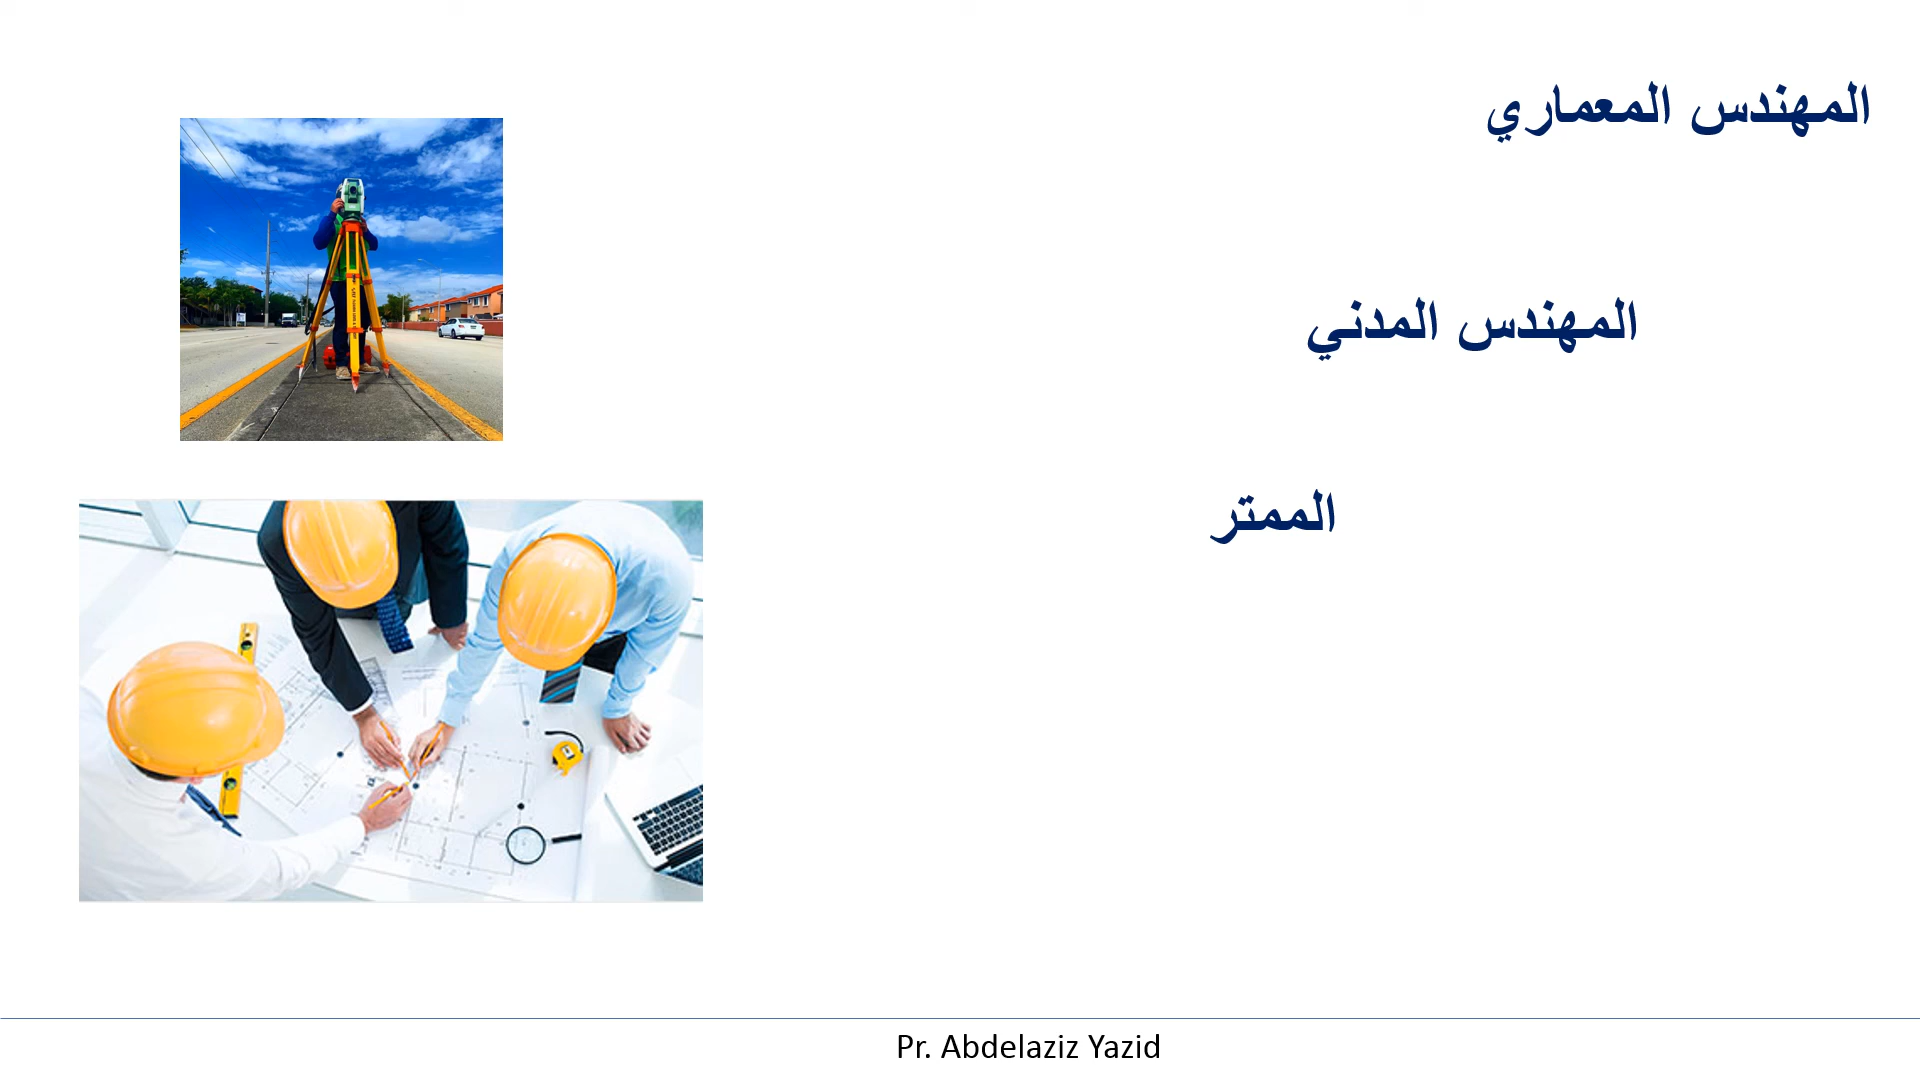 المهندس المعماري
المهندس المدني
الممتر
Pr. Abdelaziz Yazid